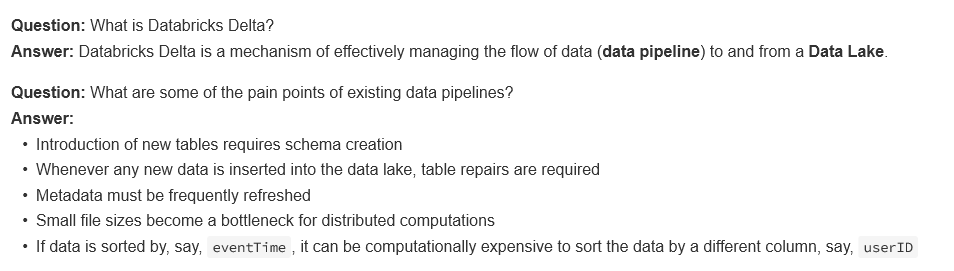 Question: What is Databricks Delta?
Answer: Databricks Delta is a mechanism of effectively managing the flow of data (data pipeline) to and from a Data Lake.
Question: What are some of the pain points of existing data pipelines?
Answer:
• Introduction of new tables requires schema creation
• Whenever any new data is inserted into the data lake, table repairs are required
• Metadata must be frequently refreshed
• Small file sizes become a bottleneck for distributed computations
• If data is sorted by, say, eventTime , it can be computationally expensive to sort the data by a different column, say, userID